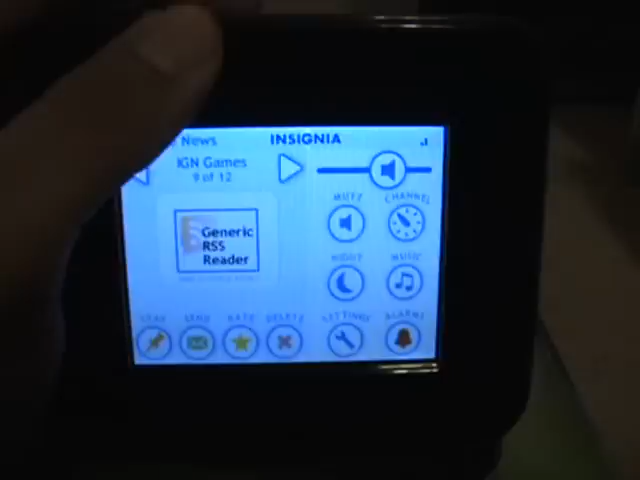 News
INSIGNIA
IGN Games
9 of 12
Generic
RSS
Reader
MUTE
CHANNEL
NIGHT
MUSIC
STAY
SEND
RATE
DELETE
SETTINGS
ALARMS